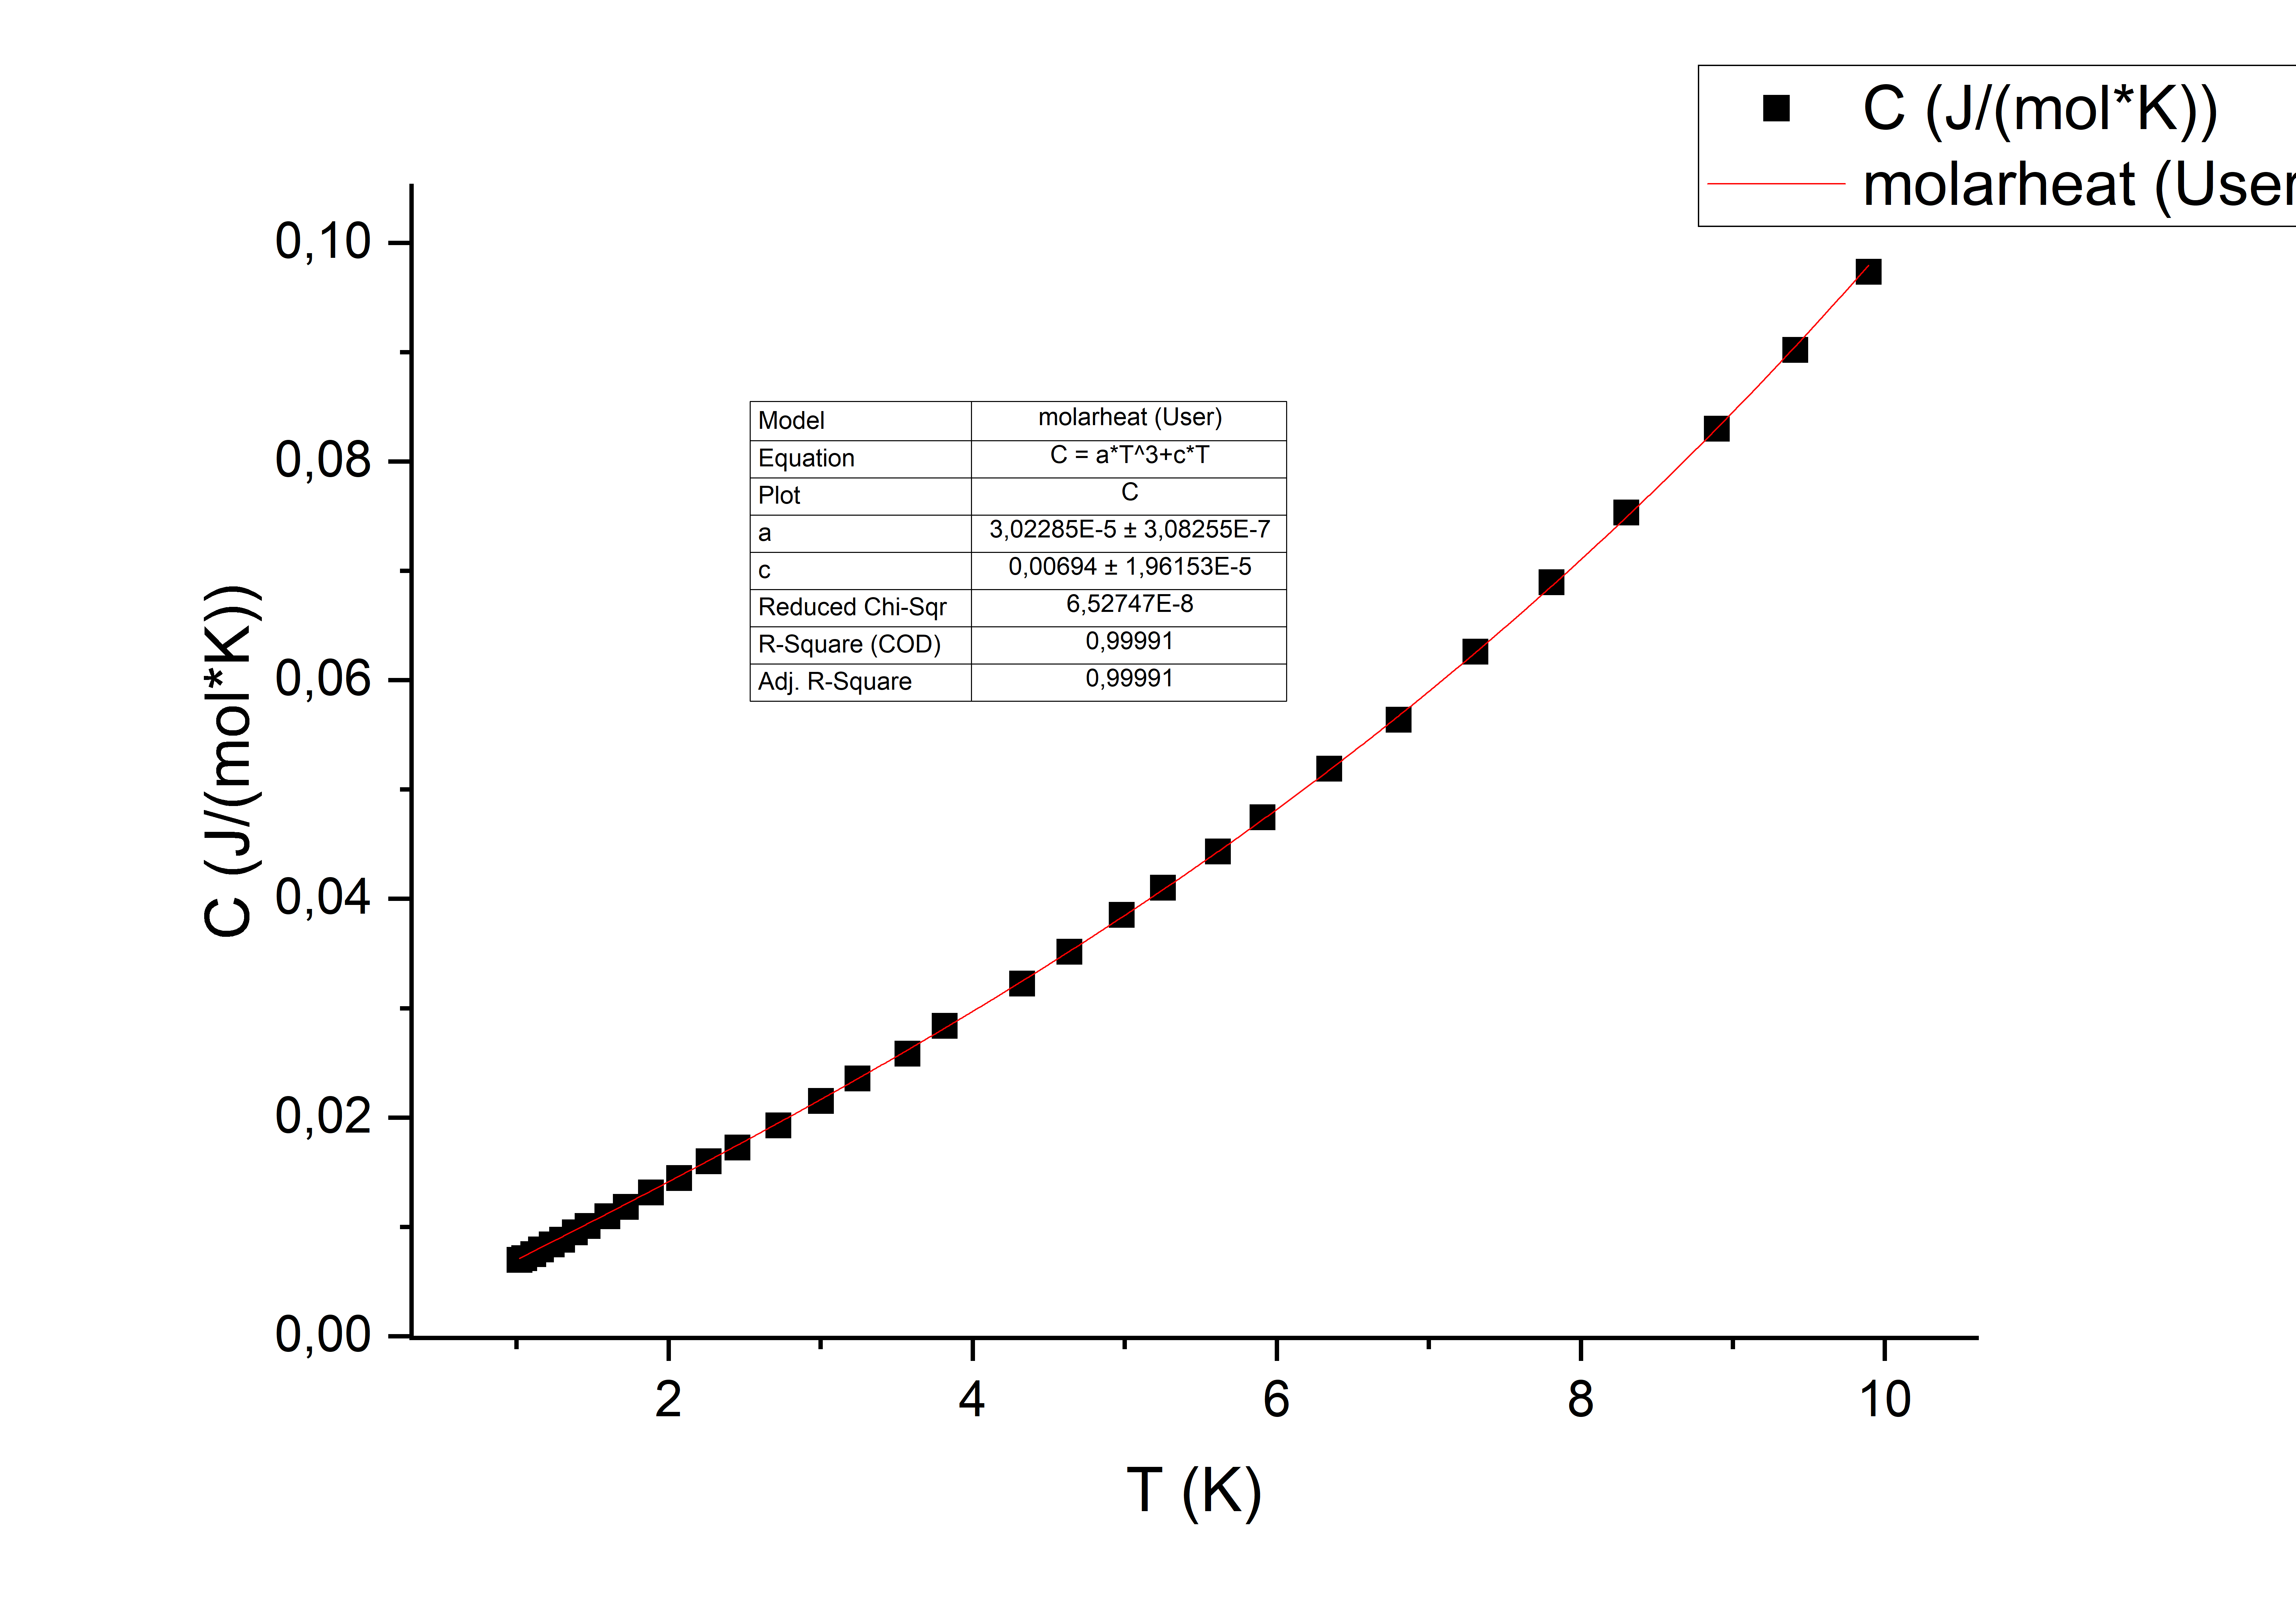 C (J/(mol*K))
molarheat (User
0,10
0,08
0,06
0,04
0,02
0,00
C (J/(mol*K))
Model molarheat (User)
Equation C = a*T^3+c*T
Plot C
a 3,02285E-5 ± 3,08255E-7
c 0,00694 ± 1,96153E-5
Reduced Chi-Sqr 6,52747E-8
R-Square (COD) 0,99991
Adj. R-Square 0,99991
2 4 6 8 10
T (K)